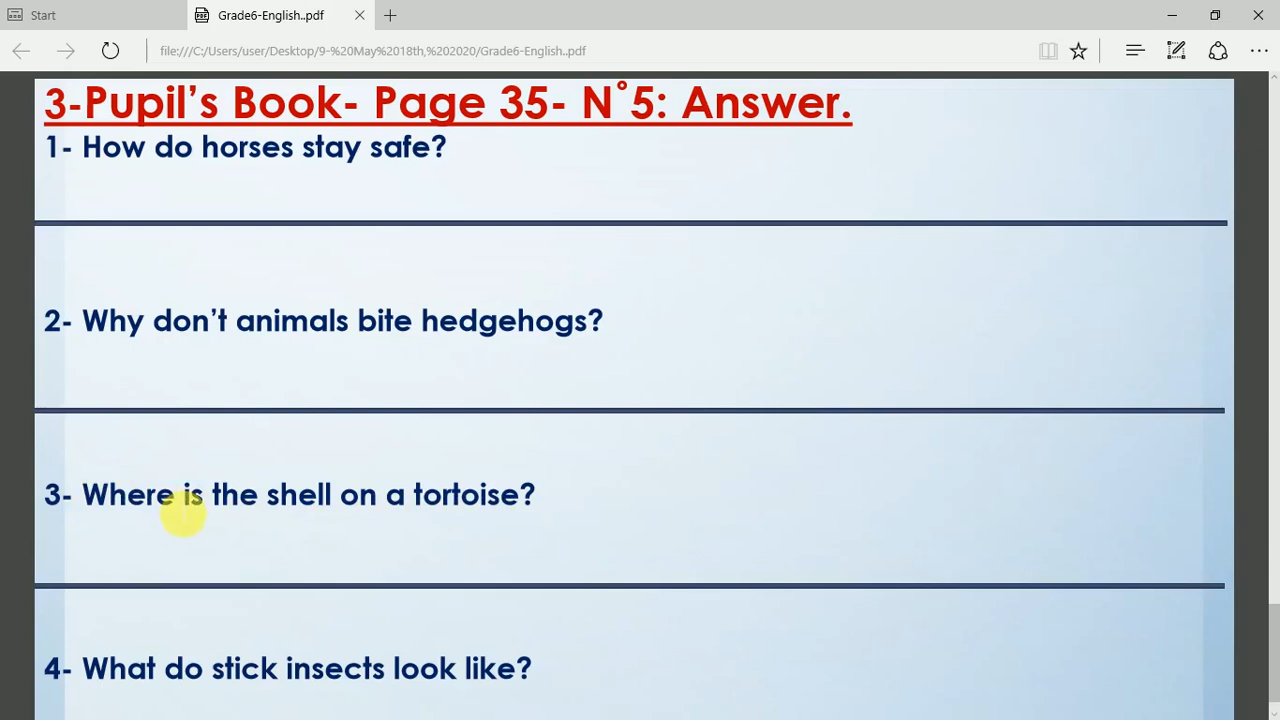 Start
Grade6-English..pdf
file:///C:/Users/user/Desktop/9-%20May%2018th,%202020/Grade6-English..pdf
3-Pupil's Book- Page 35- N°5: Answer.
1- How do horses stay safe?
2- Why don't animals bite hedgehogs?
3- Where is the shell on a tortoise?
4- What do stick insects look like?